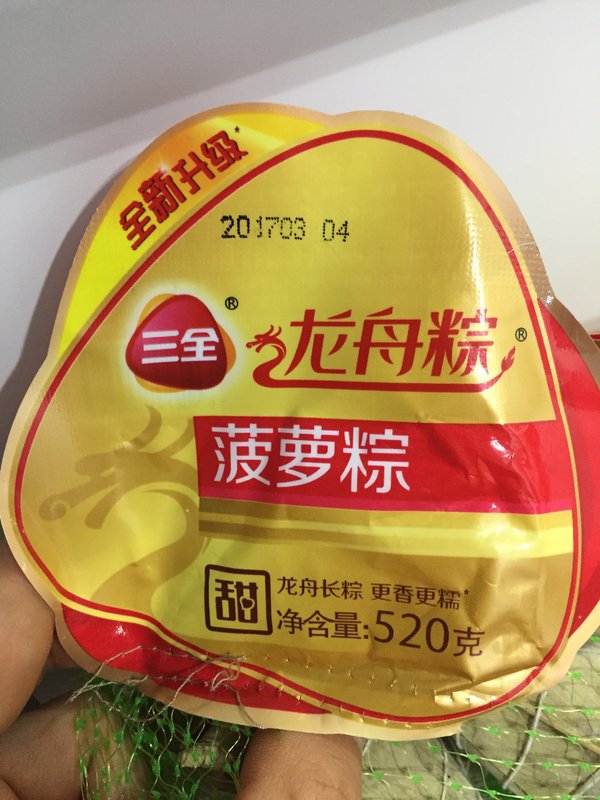 全新升级*
201703 04
三全®
龙舟粽®
菠萝粽
甜
龙舟长粽 更香更糯*
净含量:520克